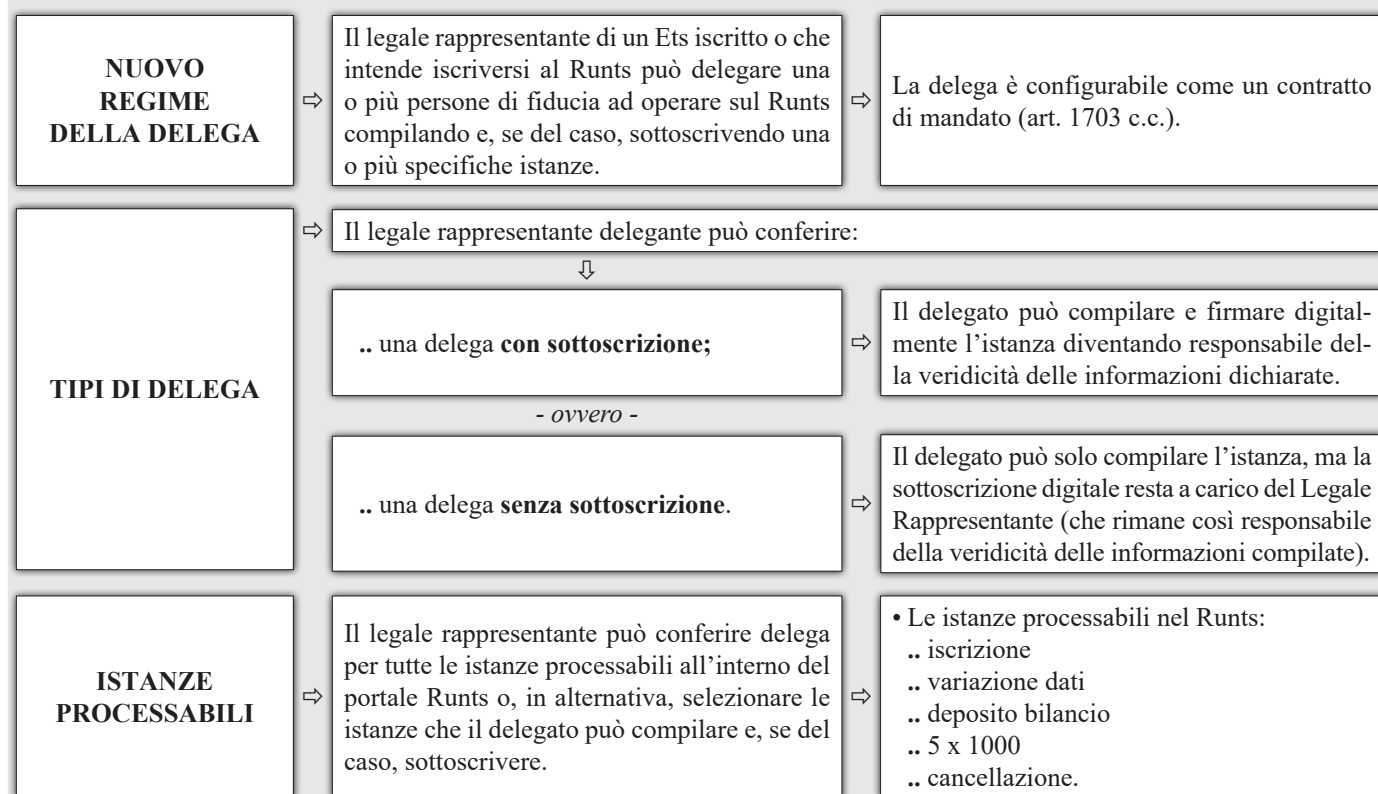 NUOVO
REGIME
DELLA DELEGA
⇨
Il legale rappresentante di un Ets iscritto o che
intende iscriversi al Runts può delegare una
o più persone di fiducia ad operare sul Runts
compilando e, se del caso, sottoscrivendo una
o più specifiche istanze.
⇨
La delega è configurabile come un contratto
di mandato (art. 1703 c.c.).
TIPI DI DELEGA
⇨
Il legale rappresentante delegante può conferire:
⇩
.. una delega con sottoscrizione;
⇨
Il delegato può compilare e firmare digital-
mente l’istanza diventando responsabile del-
la veridicità delle informazioni dichiarate.
- ovvero -
.. una delega senza sottoscrizione.
⇨
Il delegato può solo compilare l’istanza, ma la
sottoscrizione digitale resta a carico del Legale
Rappresentante (che rimane così responsabile
della veridicità delle informazioni compilate).
ISTANZE
PROCESSABILI
⇨
Il legale rappresentante può conferire delega
per tutte le istanze processabili all’interno del
portale Runts o, in alternativa, selezionare le
istanze che il delegato può compilare e, se del
caso, sottoscrivere.
⇨
• Le istanze processabili nel Runts:
.. iscrizione
.. variazione dati
.. deposito bilancio
.. 5 x 1000
.. cancellazione.